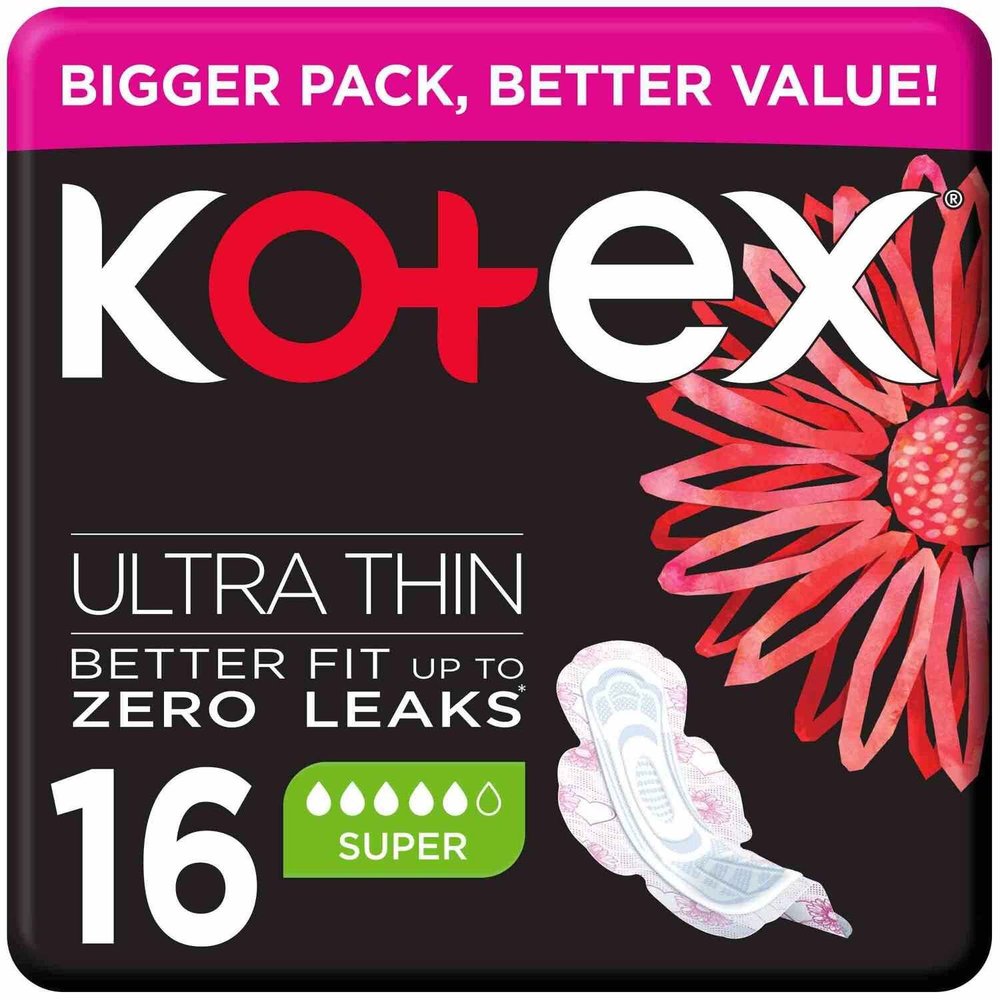 BIGGER PACK, BETTER VALUE!
Kotex®
ULTRA THIN
BETTER FIT UP TO
ZERO LEAKS*
16
SUPER